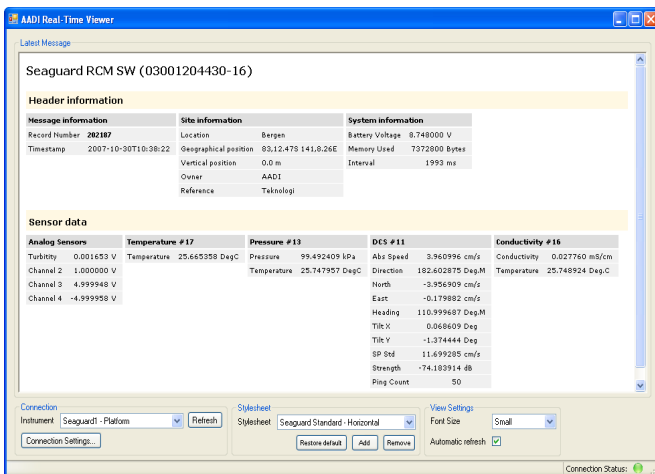 AADI Real-Time Viewer
Latest Message
Seaguard RCM SW (03001204430-16)
Header information
Message information Site information System information
Record Number 202187 Location Bergen Battery Voltage 8.748000 V
Timestamp 2007-10-30T10:38:22 Geographical position 83,12.47S 141,8.26E Memory Used 7372800 Bytes
Vertical position 0.0 m Interval 1993 ms
Owner AADI
Reference Teknologi
Sensor data
Analog Sensors Temperature #17 Pressure #13 DCS #11 Conductivity #16
Turbitity 0.001653 V Temperature 25.665358 DegC Pressure 99.492409 kPa Abs Speed 3.960996 cm/s Conductivity 0.027760 mS/cm
Channel 2 1.000000 V Temperature 25.747957 DegC Direction 182.602875 Deg.M Temperature 25.748924 Deg.C
Channel 3 4.999948 V North -3.956909 cm/s
Channel 4 -4.999958 V East -0.179882 cm/s
Heading 110.999687 Deg.M
Tilt X 0.068609 Deg
Tilt Y -1.374444 Deg
SP Std 11.699285 cm/s
Strength -74.183914 dB
Ping Count 50
Connection Stylesheet View Settings
Instrument Seaguard1 - Platform Refresh Stylesheet Seaguard Standard - Horizontal Font Size Small
Connection Settings... Restore default Add Remove Automatic refresh
Connection Status: